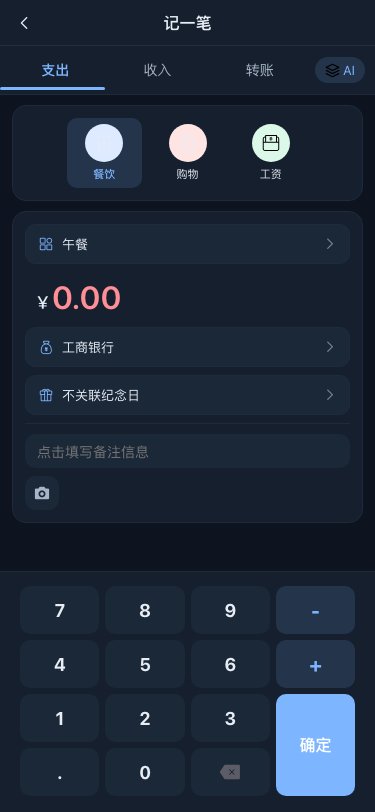 记一笔
支出 收入 转账 AI
餐饮 购物 工资
午餐
¥ 0.00
工商银行
不关联纪念日
点击填写备注信息
7 8 9 -
4 5 6 +
1 2 3 确定
. 0